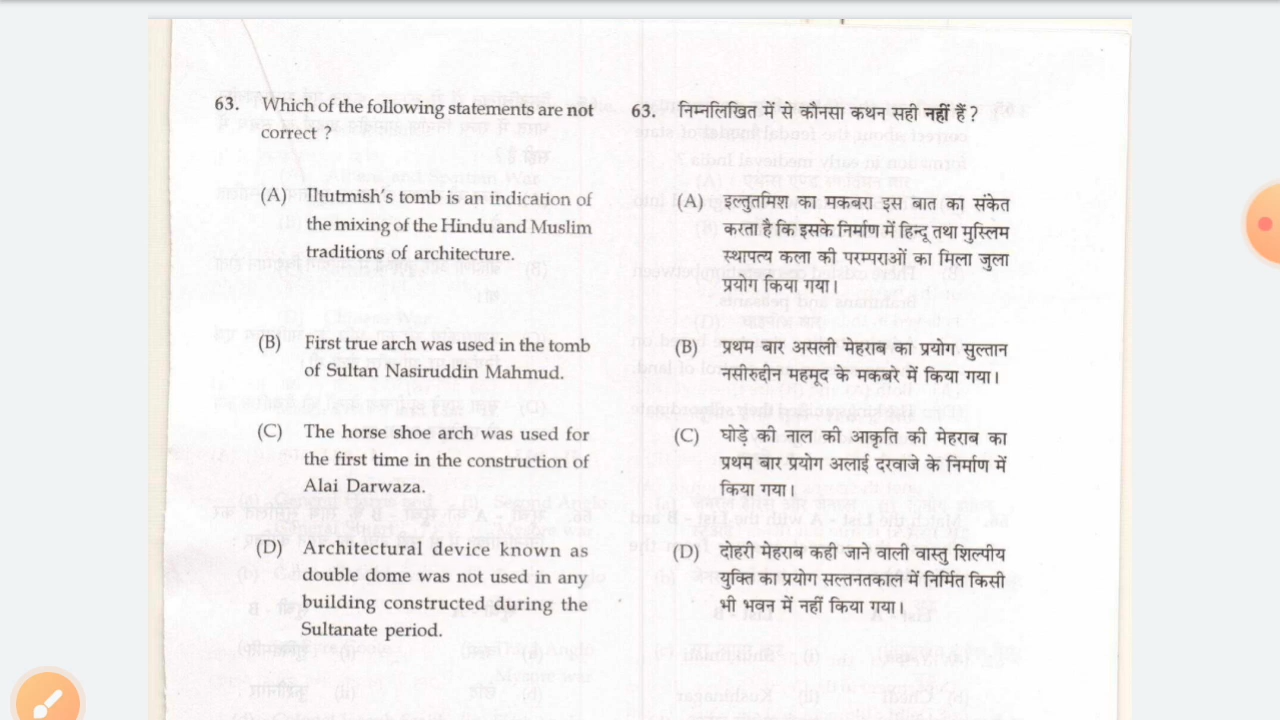 63. Which of the following statements are not
correct ?
(A) Iltutmish's tomb is an indication of
the mixing of the Hindu and Muslim
traditions of architecture.
(B) First true arch was used in the tomb
of Sultan Nasiruddin Mahmud.
(C) The horse shoe arch was used for
the first time in the construction of
Alai Darwaza.
(D) Architectural device known as
double dome was not used in any
building constructed during the
Sultanate period.
63. निम्नलिखित में से कौनसा कथन सही नहीं हैं ?
(A) इल्तुतमिश का मकबरा इस बात का संकेत
करता है कि इसके निर्माण में हिन्दू तथा मुस्लिम
स्थापत्य कला की परम्पराओं का मिला जुला
प्रयोग किया गया।
(B) प्रथम बार असली मेहराब का प्रयोग सुल्तान
नसीरुद्दीन महमूद के मकबरे में किया गया।
(C) घोड़े की नाल की आकृति की मेहराब का
प्रथम बार प्रयोग अलाई दरवाजे के निर्माण में
किया गया।
(D) दोहरी मेहराब कही जाने वाली वास्तु शिल्पीय
युक्ति का प्रयोग सल्तनतकाल में निर्मित किसी
भी भवन में नहीं किया गया।